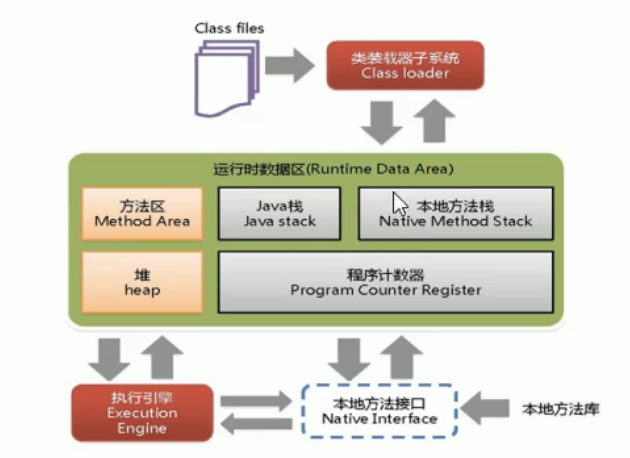 Class files
类装载器子系统
Class loader
运行时数据区(Runtime Data Area)
方法区
Method Area
Java栈
Java stack
本地方法栈
Native Method Stack
堆
heap
程序计数器
Program Counter Register
执行引擎
Execution
Engine
本地方法接口
Native Interface
本地方法库